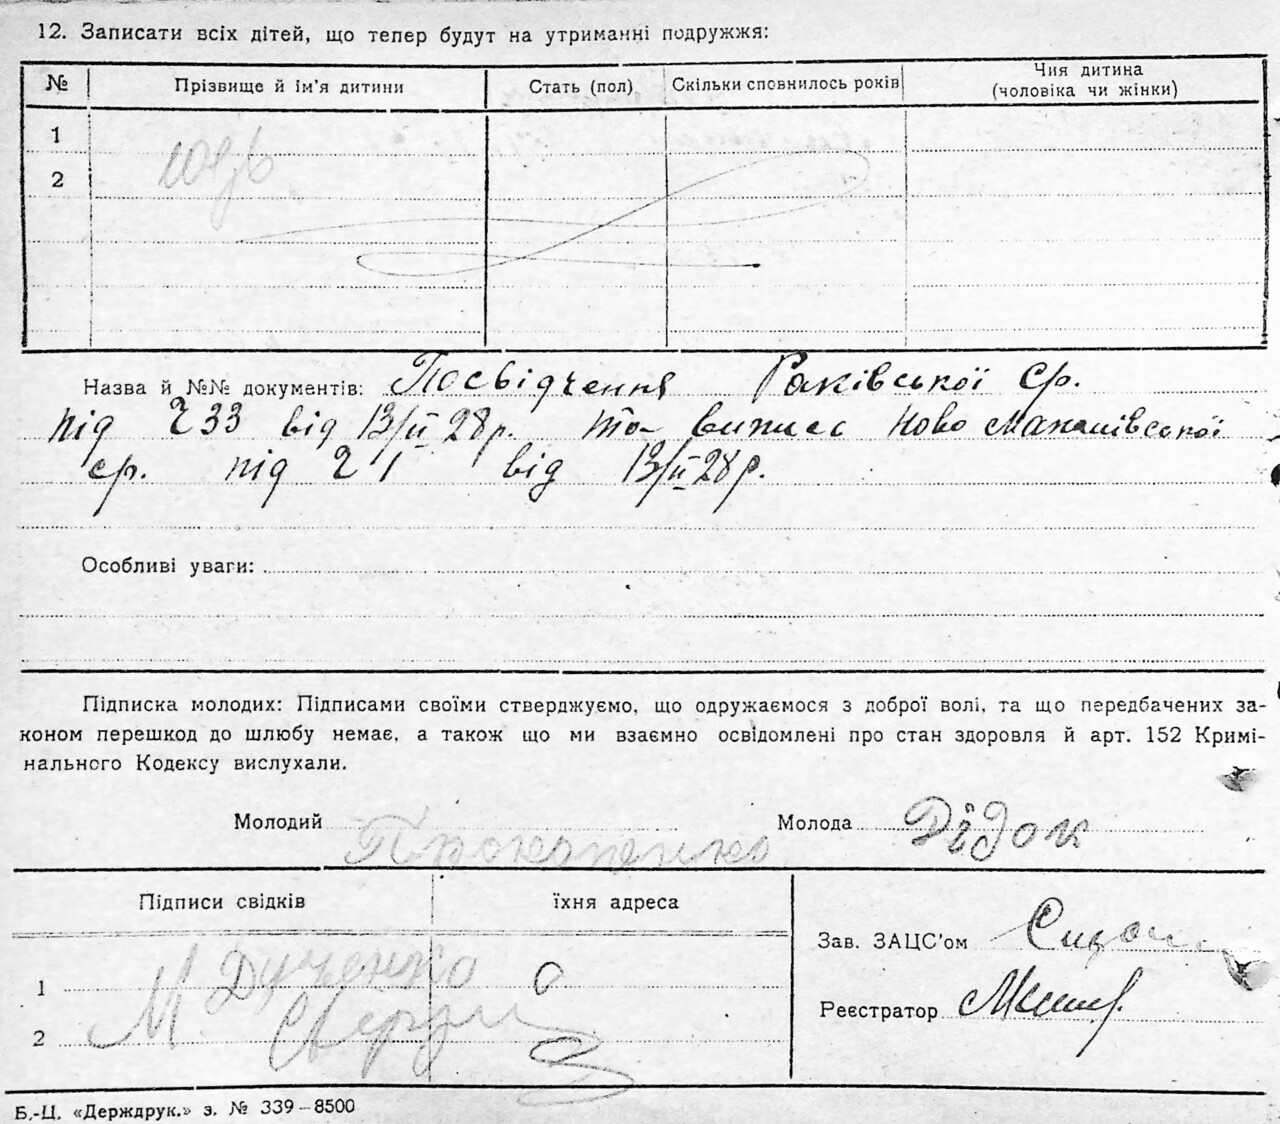 12. Записати всіх дітей, що тепер будут на утриманні подружжя:
№ Прізвище й ім'я дитини Стать (пол) Скільки сповнилось років Чия дитина
(чоловіка чи жінки)
1
2
Назва й №№ документів: Посвідчення Раківської ср.
під Ч 33 від 13/II 28 р. та випис Ново
ср. під Ч 1 від 13/II-28 р.
Особливі уваги:
Підписка молодих: Підписами своїми стверджуємо, що одружаємося з доброї волі, та що передбачених за-
коном перешкод до шлюбу немає, а також що ми взаємно освідомлені про стан здоровля й арт. 152 Кримі-
нального Кодексу вислухали.
Молодий Прокопенко Молода Дідок
Підписи свідків їхня адреса
Зав. ЗАЦС'ом
1 Дученко
Реєстратор
2
Б.-Ц. «Держдрук.» з. № 339–8500